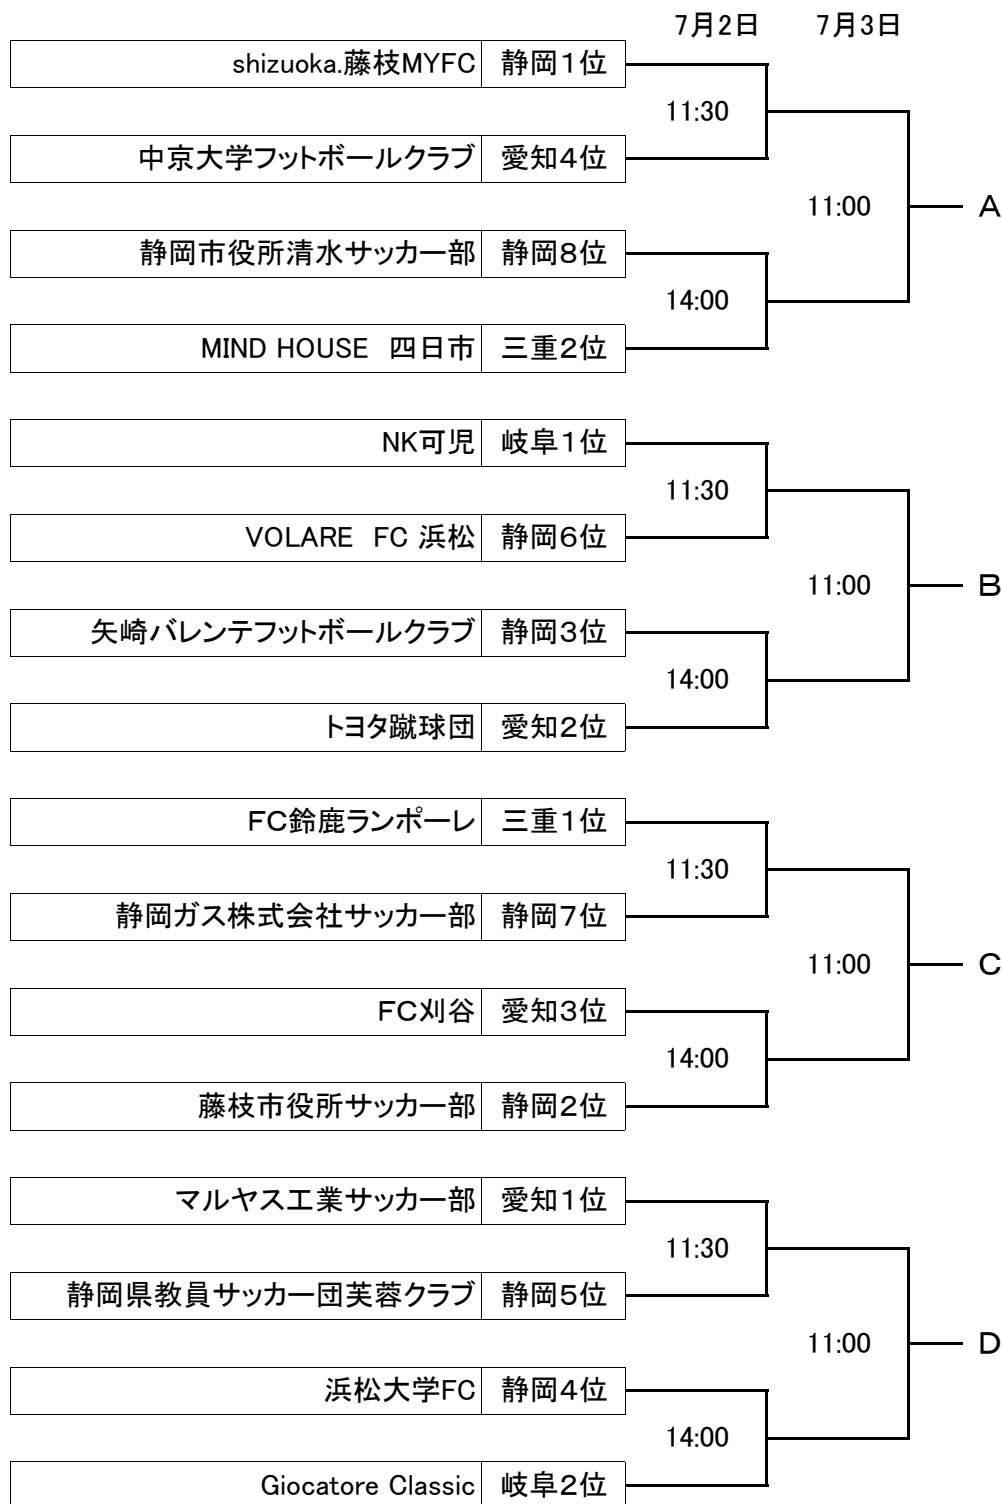 7月2日 7月3日
shizuoka.藤枝MYFC 静岡1位
11:30
中京大学フットボールクラブ 愛知4位
11:00 A
静岡市役所清水サッカー部 静岡8位
14:00
MIND HOUSE 四日市 三重2位
NK可児 岐阜1位
11:30
VOLARE FC 浜松 静岡6位
11:00 B
矢崎バレンテフットボールクラブ 静岡3位
14:00
トヨタ蹴球団 愛知2位
FC鈴鹿ランポーレ 三重1位
11:30
静岡ガス株式会社サッカー部 静岡7位
11:00 C
FC刈谷 愛知3位
14:00
藤枝市役所サッカー部 静岡2位
マルヤス工業サッカー部 愛知1位
11:30
静岡県教員サッカー団芙蓉クラブ 静岡5位
11:00 D
浜松大学FC 静岡4位
14:00
Giocatore Classic 岐阜2位